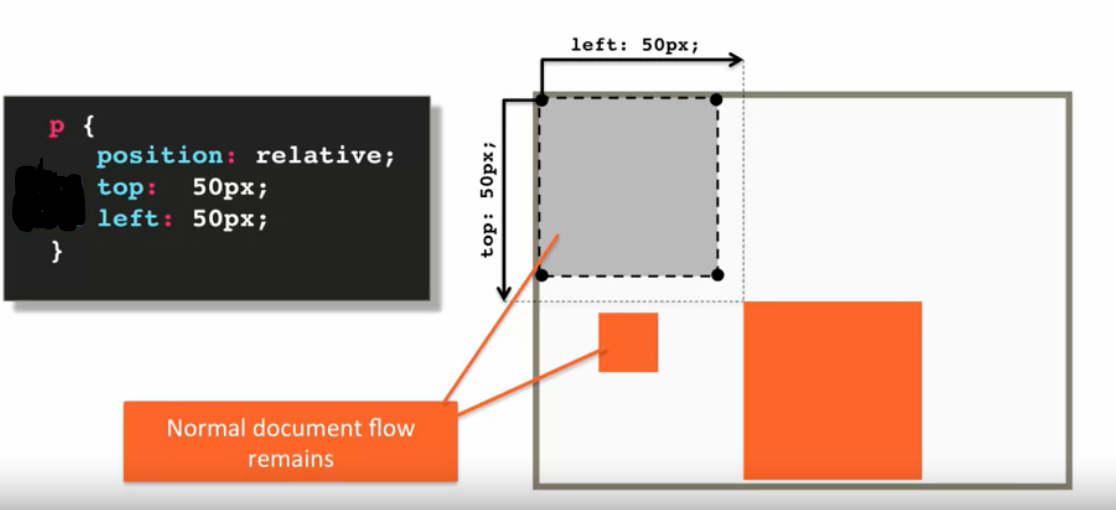 left: 50px;
p {
position: relative;
top: 50px;
left: 50px;
}
top: 50px;
Normal document flow
remains